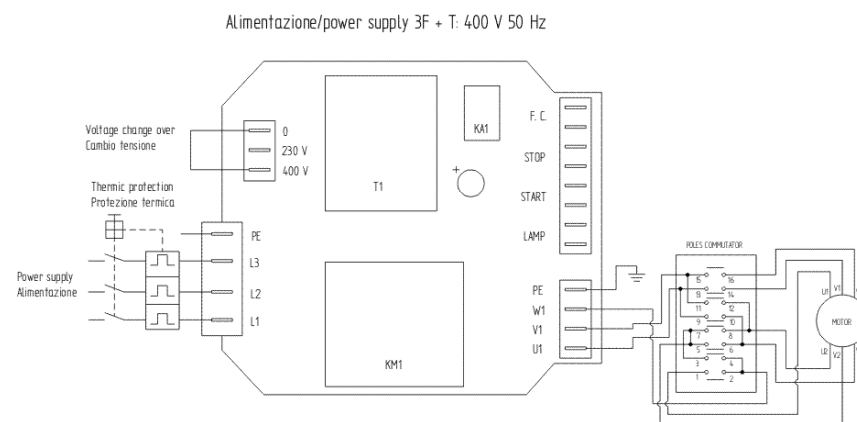 Alimentazione/power supply 3F + T: 400 V 50 Hz
Voltage change over
Cambio tensione
0
230 V
400 V
T1
KA1
+
F. C.
STOP
START
LAMP
Thermic protection
Protezione termica
PE
L3
L2
L1
Power supply
Alimentazione
KM1
PE
W1
V1
U1
POLES COMMUTATOR
15 16
13 14
11 12
9 10
7 8
5 6
3 4
1 2
U1 V1
MOTOR
U2 V2